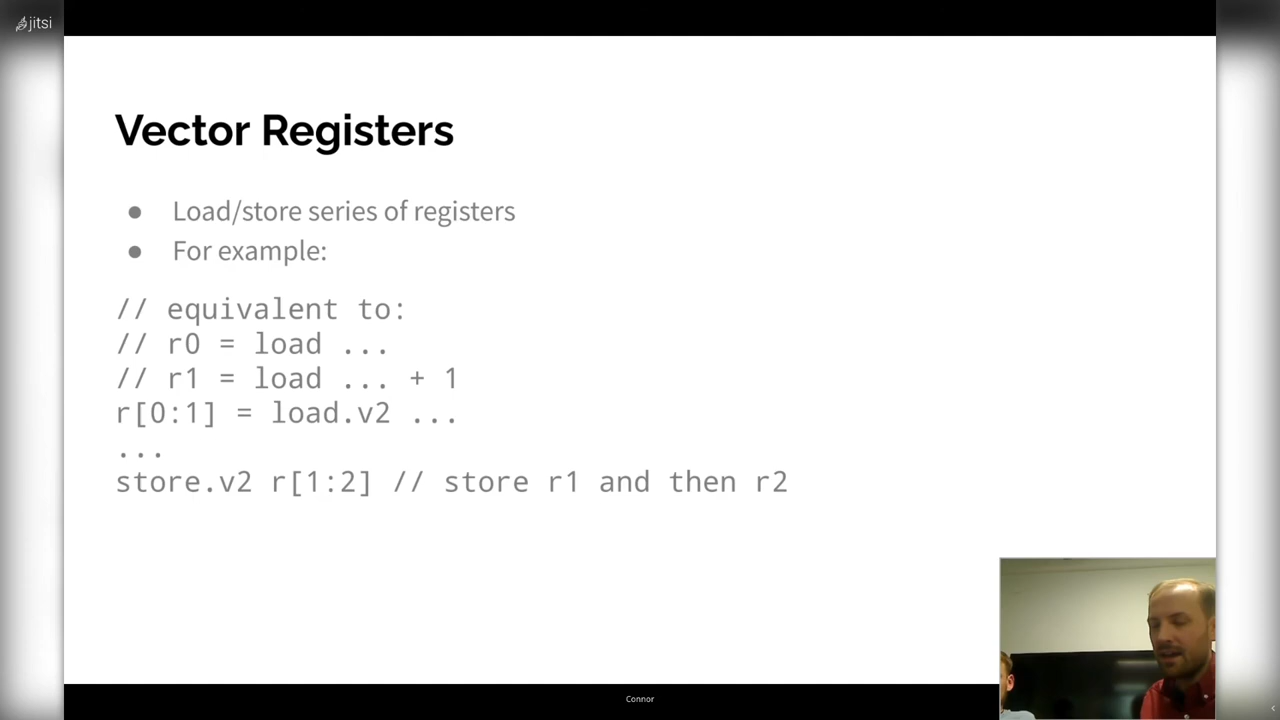 jitsi
Vector Registers
● Load/store series of registers
● For example:
// equivalent to:
// r0 = load ...
// r1 = load ... + 1
r[0:1] = load.v2 ...
...
store.v2 r[1:2] // store r1 and then r2
Connor